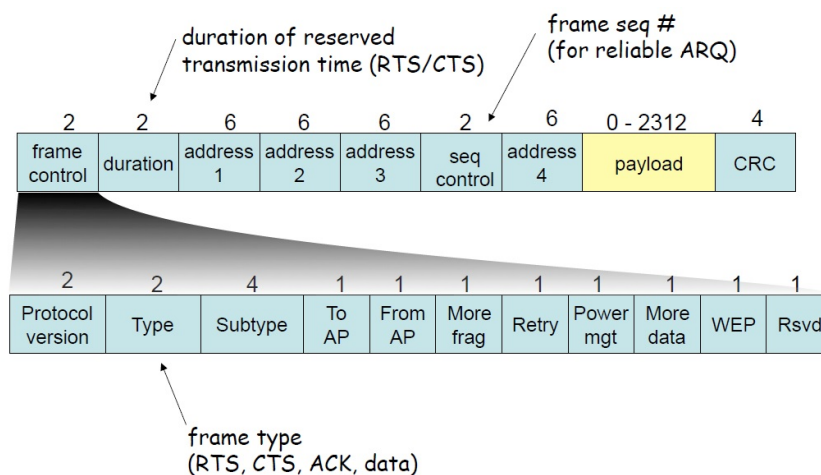 duration of reserved
transmission time (RTS/CTS)
frame seq #
(for reliable ARQ)
2 2 6 6 6 2 6 0 - 2312 4
frame control
duration
address 1
address 2
address 3
seq control
address 4
payload
CRC
2 2 4 1 1 1 1 1 1 1 1
Protocol version
Type
Subtype
To AP
From AP
More frag
Retry
Power mgt
More data
WEP
Rsvd
frame type
(RTS, CTS, ACK, data)